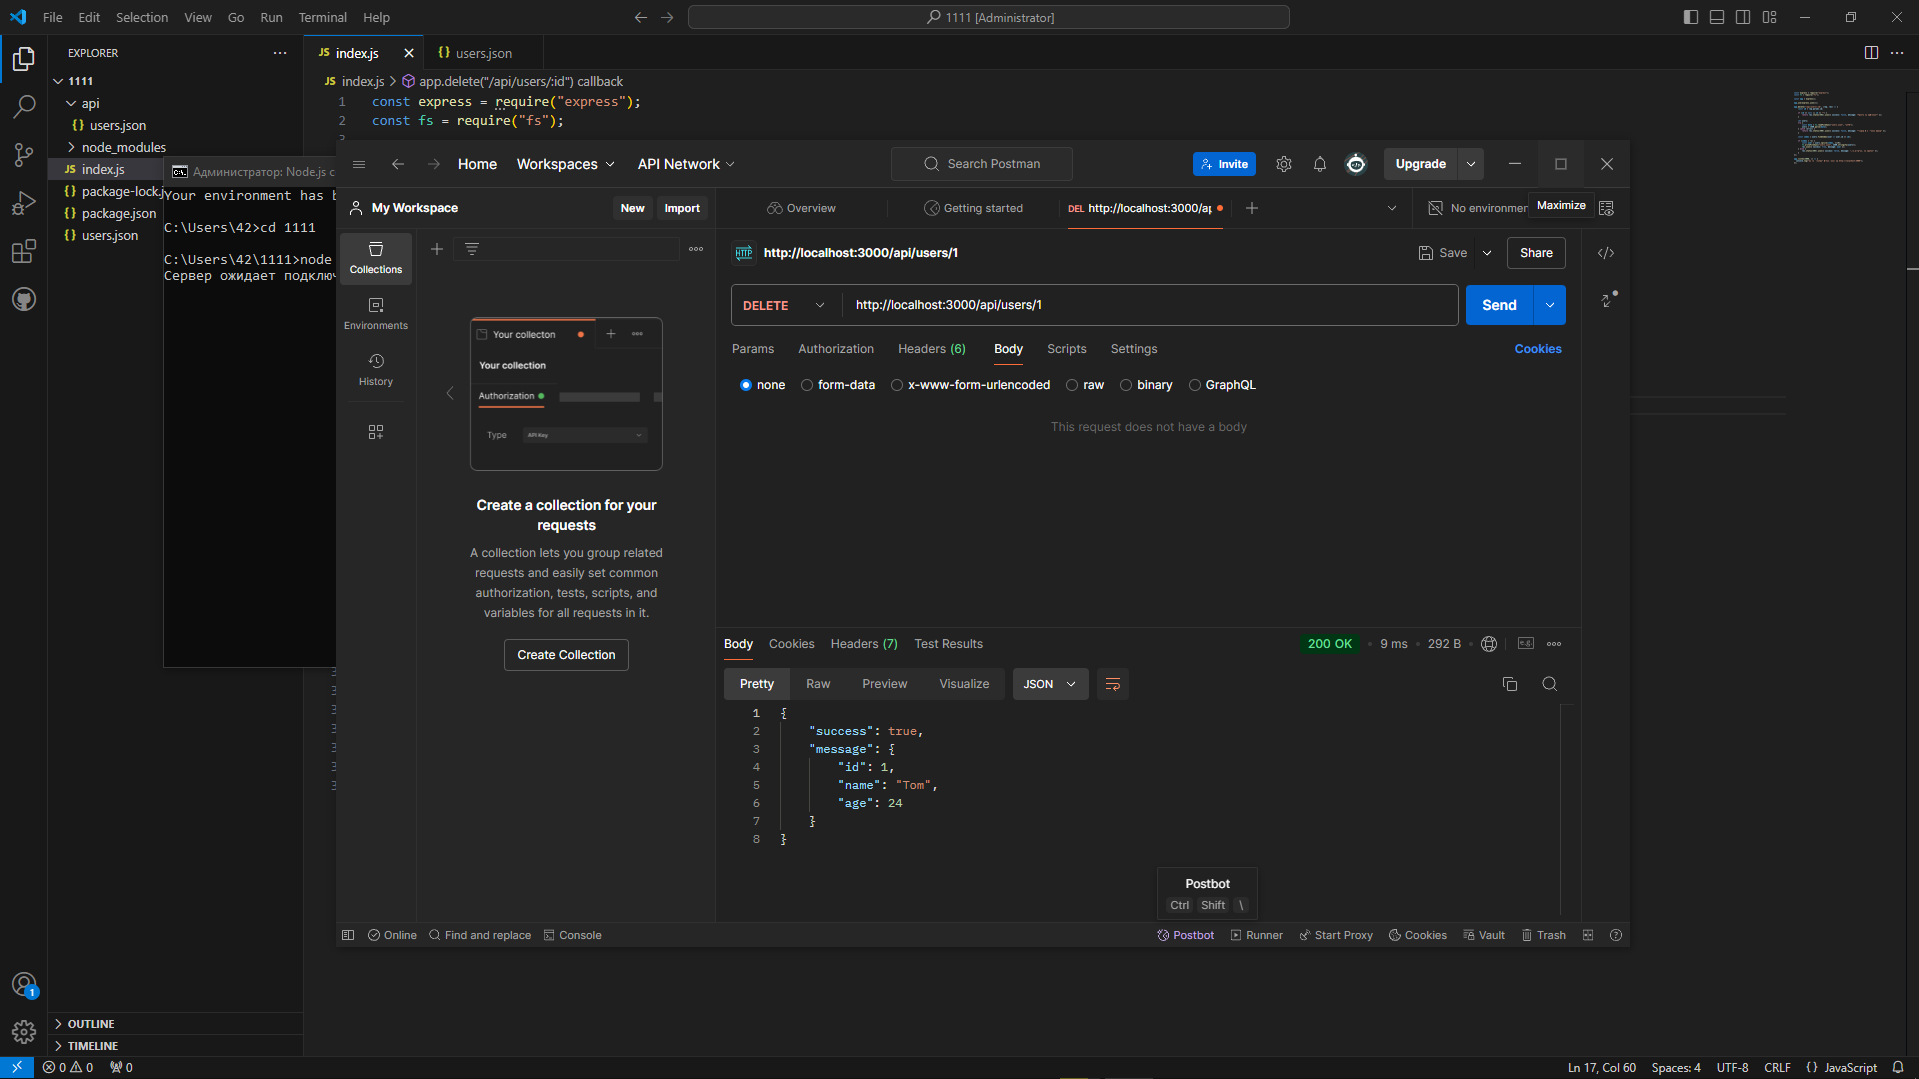 File Edit Selection View Go Run Terminal Help
1111 [Administrator]
EXPLORER
1111
api
{} users.json
node_modules
JS index.js
{} package-lock.j
{} package.json
{} users.json
OUTLINE
TIMELINE
JS index.js
{} users.json
JS index.js > app.delete("/api/users/:id") callback
1 const express = require("express");
2 const fs = require("fs");
Администратор: Node.js c
Your environment has b
C:\Users\42>cd 1111
C:\Users\42\1111>node
Сервер ожидает подключ
Home Workspaces API Network
Search Postman
Invite
Upgrade
My Workspace
New Import
Overview
Getting started
DEL http://localhost:3000/ap
No environmen
Maximize
Collections
Environments
History
Your collecton
Your collection
Authorization
Type API Key
Create a collection for your
requests
A collection lets you group related
requests and easily set common
authorization, tests, scripts, and
variables for all requests in it.
Create Collection
HTTP http://localhost:3000/api/users/1
Save Share
DELETE http://localhost:3000/api/users/1
Send
Params Authorization Headers (6) Body Scripts Settings
Cookies
none form-data x-www-form-urlencoded raw binary GraphQL
This request does not have a body
Body Cookies Headers (7) Test Results
200 OK • 9 ms • 292 B e.g.
Pretty Raw Preview Visualize JSON
1 {
2 "success": true,
3 "message": {
4 "id": 1,
5 "name": "Tom",
6 "age": 24
7 }
8 }
Postbot
Ctrl Shift \
Online Find and replace Console
Postbot Runner Start Proxy Cookies Vault Trash
1
0 0 0
Ln 17, Col 60 Spaces: 4 UTF-8 CRLF {} JavaScript